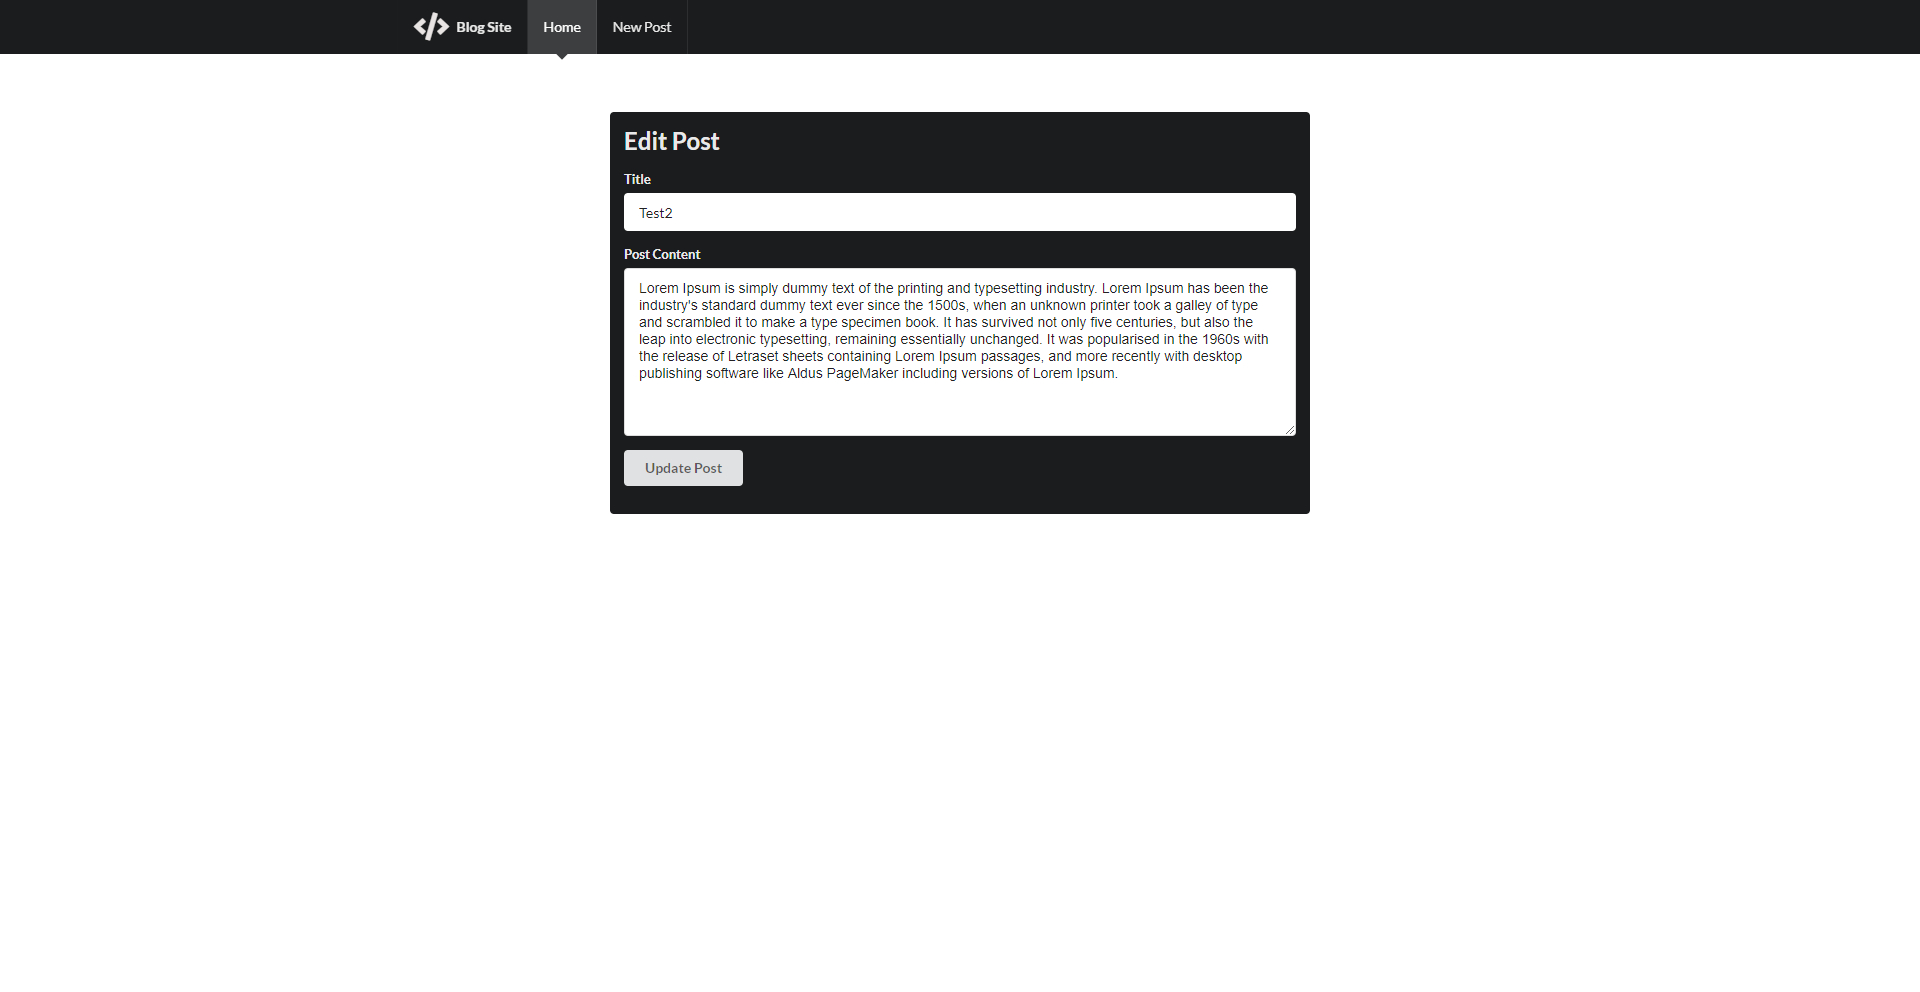 Blog Site
Home
New Post
Edit Post
Title
Test2
Post Content
Lorem Ipsum is simply dummy text of the printing and typesetting industry. Lorem Ipsum has been the
industry's standard dummy text ever since the 1500s, when an unknown printer took a galley of type
and scrambled it to make a type specimen book. It has survived not only five centuries, but also the
leap into electronic typesetting, remaining essentially unchanged. It was popularised in the 1960s with
the release of Letraset sheets containing Lorem Ipsum passages, and more recently with desktop
publishing software like Aldus PageMaker including versions of Lorem Ipsum.
Update Post